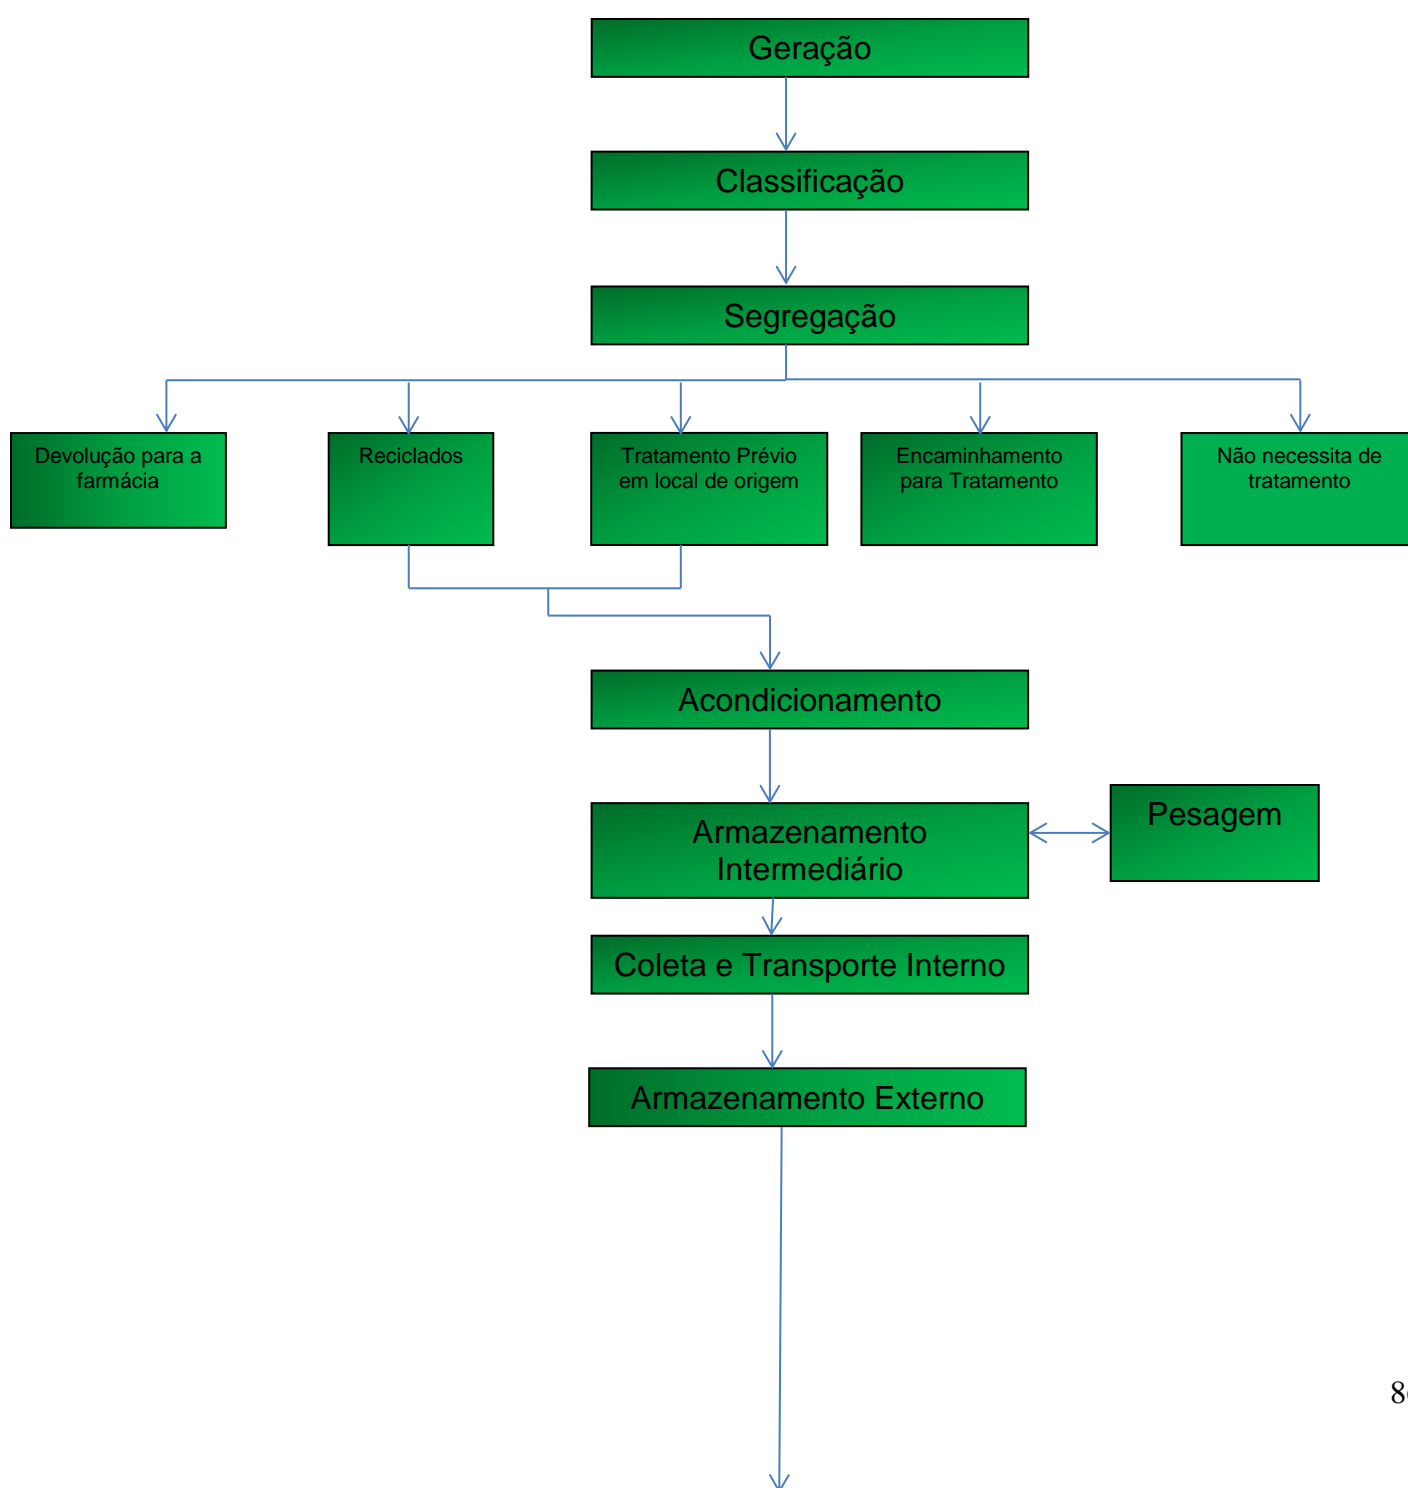 Geração
Classificação
Segregação
Devolução para a
farmácia
Reciclados
Tratamento Prévio
em local de origem
Encaminhamento
para Tratamento
Não necessita de
tratamento
Acondicionamento
Armazenamento
Intermediário
Pesagem
Coleta e Transporte Interno
Armazenamento Externo